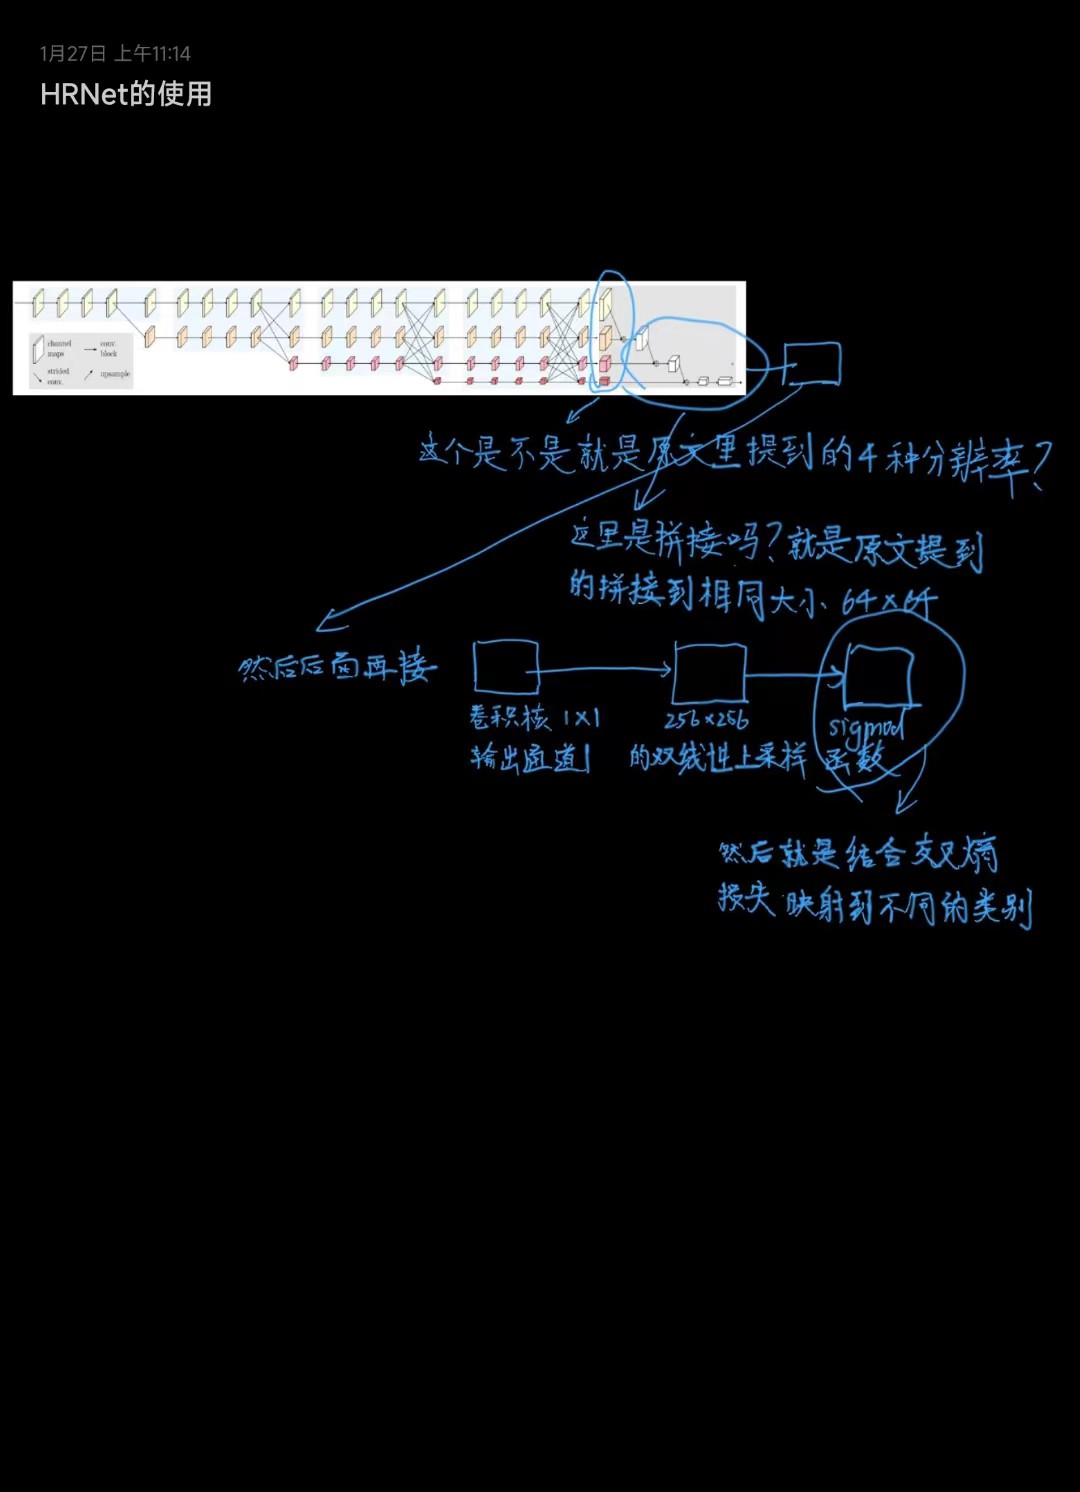 1月27日 上午11:14
HRNet的使用
channel
maps
conv.
block
strided
conv.
upsample
这个是不是就是原文里提到的4种分辨率?
这里是拼接吗?就是原文提到
的拼接到相同大小、64×64
然后后面再接
卷积核 1×1
输出通道1
256×256
的双线性上采样
sigmod
函数
然后就是结合交叉熵
损失 映射到不同的类别